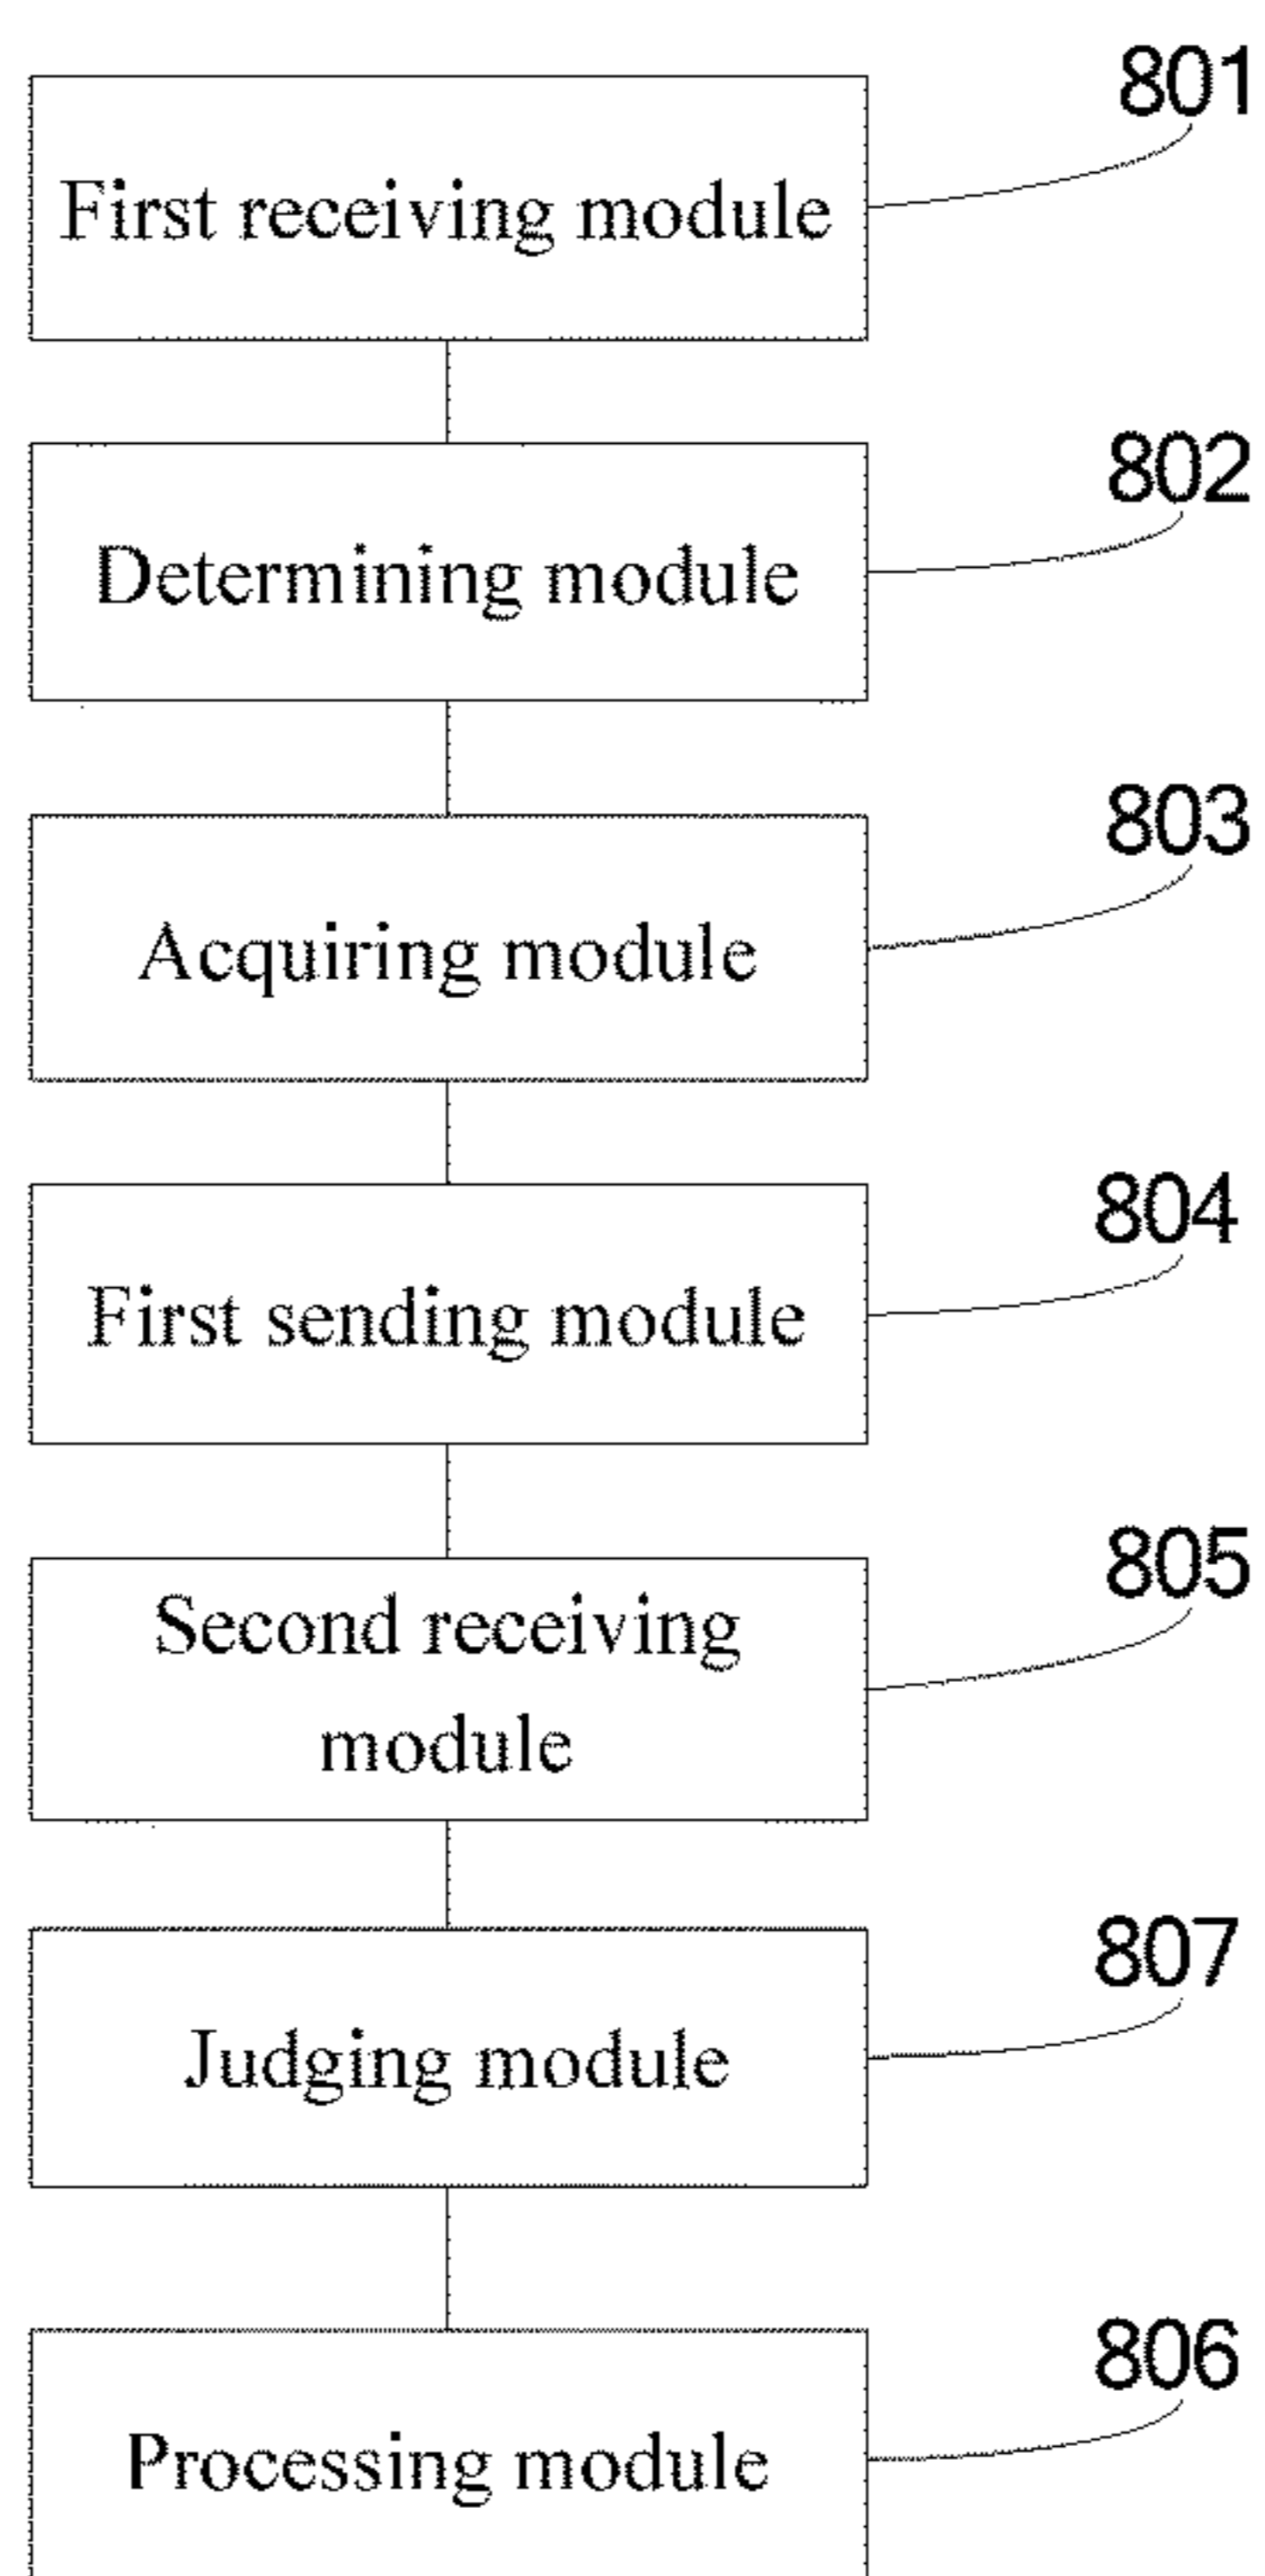 801
First receiving module
802
Determining module
803
Acquiring module
804
First sending module
805
Second receiving
module
807
Judging module
806
Processing module